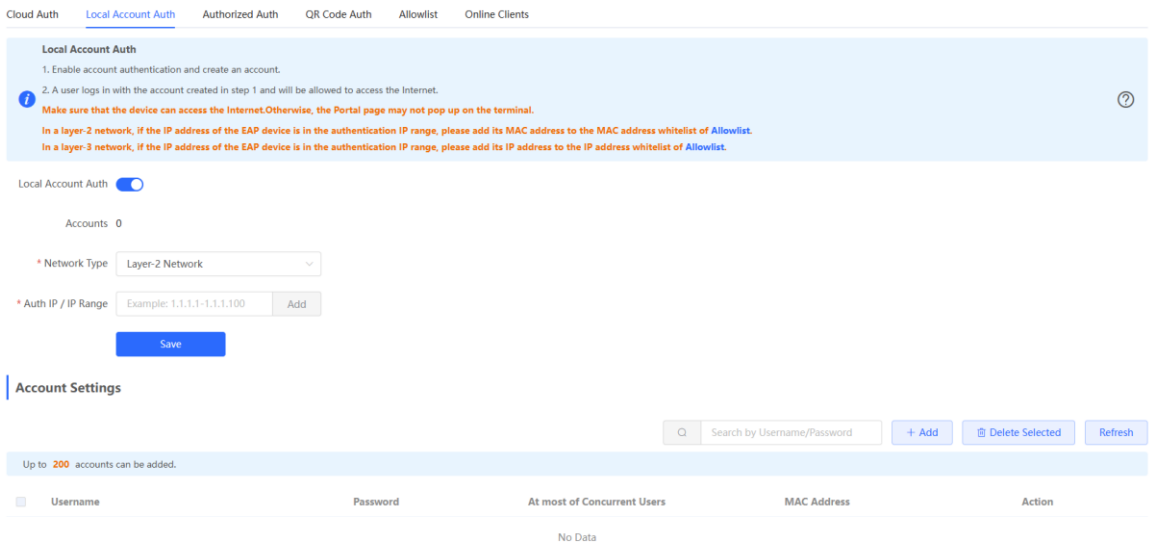 Cloud Auth Local Account Auth Authorized Auth QR Code Auth Allowlist Online Clients
Local Account Auth
1. Enable account authentication and create an account.
2. A user logs in with the account created in step 1 and will be allowed to access the Internet.
Make sure that the device can access the Internet.Otherwise, the Portal page may not pop up on the terminal.
In a layer-2 network, if the IP address of the EAP device is in the authentication IP range, please add its MAC address to the MAC address whitelist of Allowlist.
In a layer-3 network, if the IP address of the EAP device is in the authentication IP range, please add its IP address to the IP address whitelist of Allowlist.
Local Account Auth
Accounts 0
* Network Type Layer-2 Network
* Auth IP / IP Range Example: 1.1.1.1-1.1.1.100 Add
Save
Account Settings
Search by Username/Password + Add Delete Selected Refresh
Up to 200 accounts can be added.
Username Password At most of Concurrent Users MAC Address Action
No Data